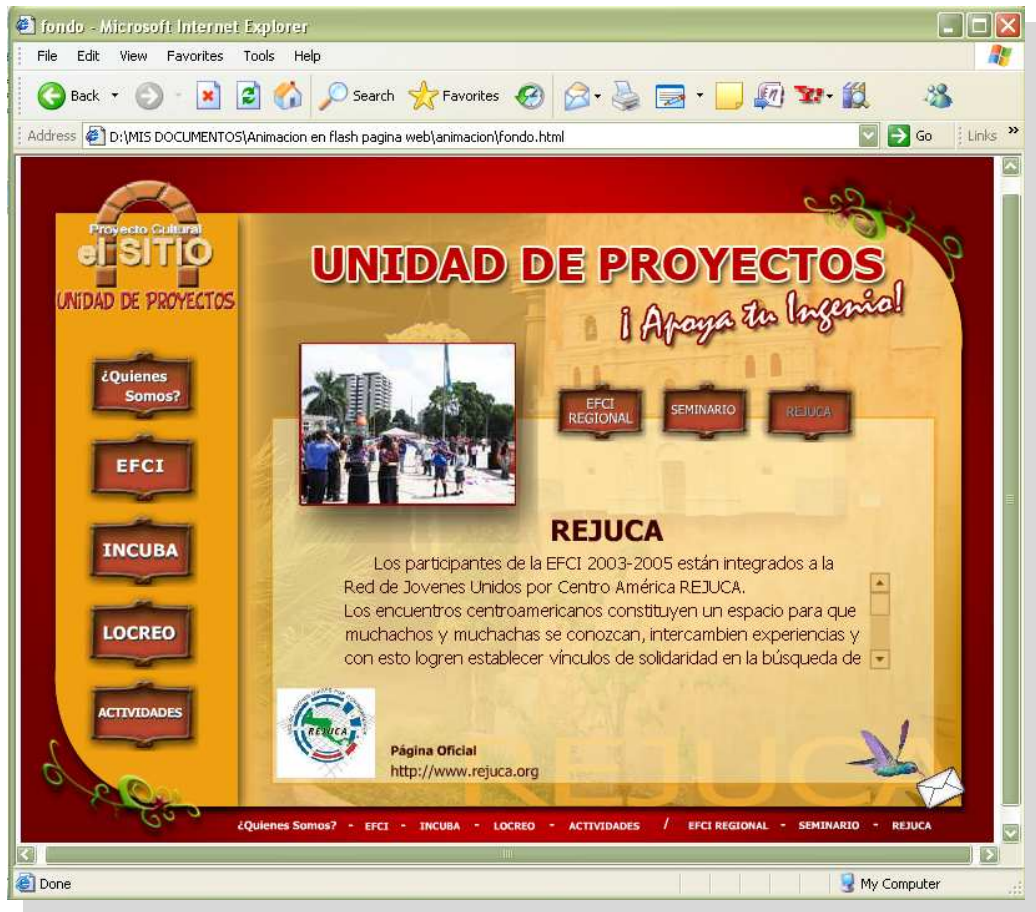 fondo - Microsoft Internet Explorer
File Edit View Favorites Tools Help
Back Search Favorites
Address D:\MIS DOCUMENTOS\Animacion en flash pagina web\animacion\fondo.html Go Links »
Proyecto Cultural
el SITIO
UNIDAD DE PROYECTOS
UNIDAD DE PROYECTOS
¡ Apoya tu Ingenio!
¿Quienes
Somos?
EFCI
INCUBA
LOCREO
ACTIVIDADES
EFCI
REGIONAL
SEMINARIO
REJUCA
REJUCA
Los participantes de la EFCI 2003-2005 están integrados a la
Red de Jovenes Unidos por Centro América REJUCA.
Los encuentros centroamericanos constituyen un espacio para que
muchachos y muchachas se conozcan, intercambien experiencias y
con esto logren establecer vínculos de solidaridad en la búsqueda de
REJUCA
Página Oficial
http://www.rejuca.org
REJUCA
¿Quienes Somos? - EFCI - INCUBA - LOCREO - ACTIVIDADES / EFCI REGIONAL - SEMINARIO - REJUCA
Done My Computer